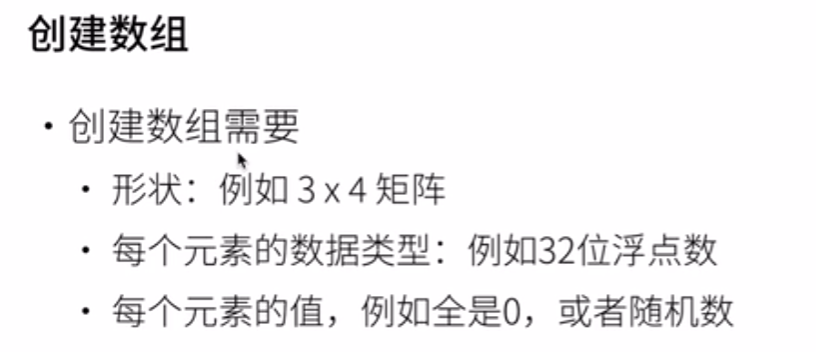 创建数组
• 创建数组需要
• 形状：例如 3 x 4 矩阵
• 每个元素的数据类型：例如32位浮点数
• 每个元素的值，例如全是0，或者随机数